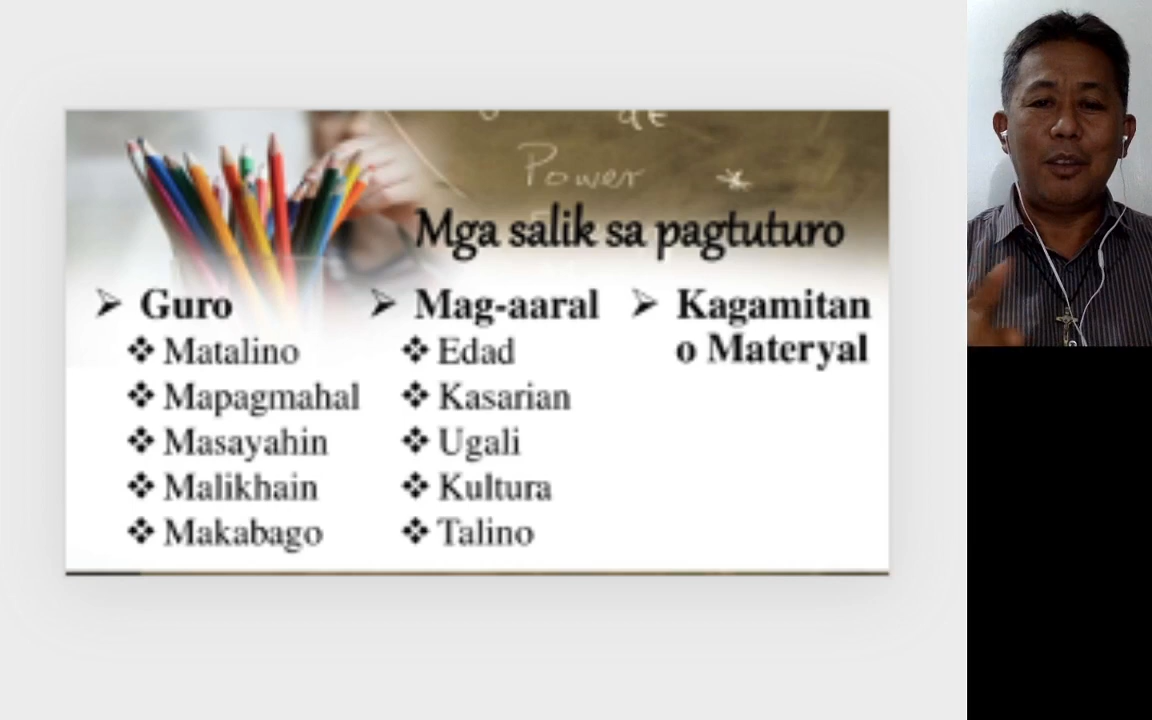 Power
Mga salik sa pagtuturo
Guro
Matalino
Mapagmahal
Masayahin
Malikhain
Makabago
Mag-aaral
Edad
Kasarian
Ugali
Kultura
Talino
Kagamitan
o Materyal